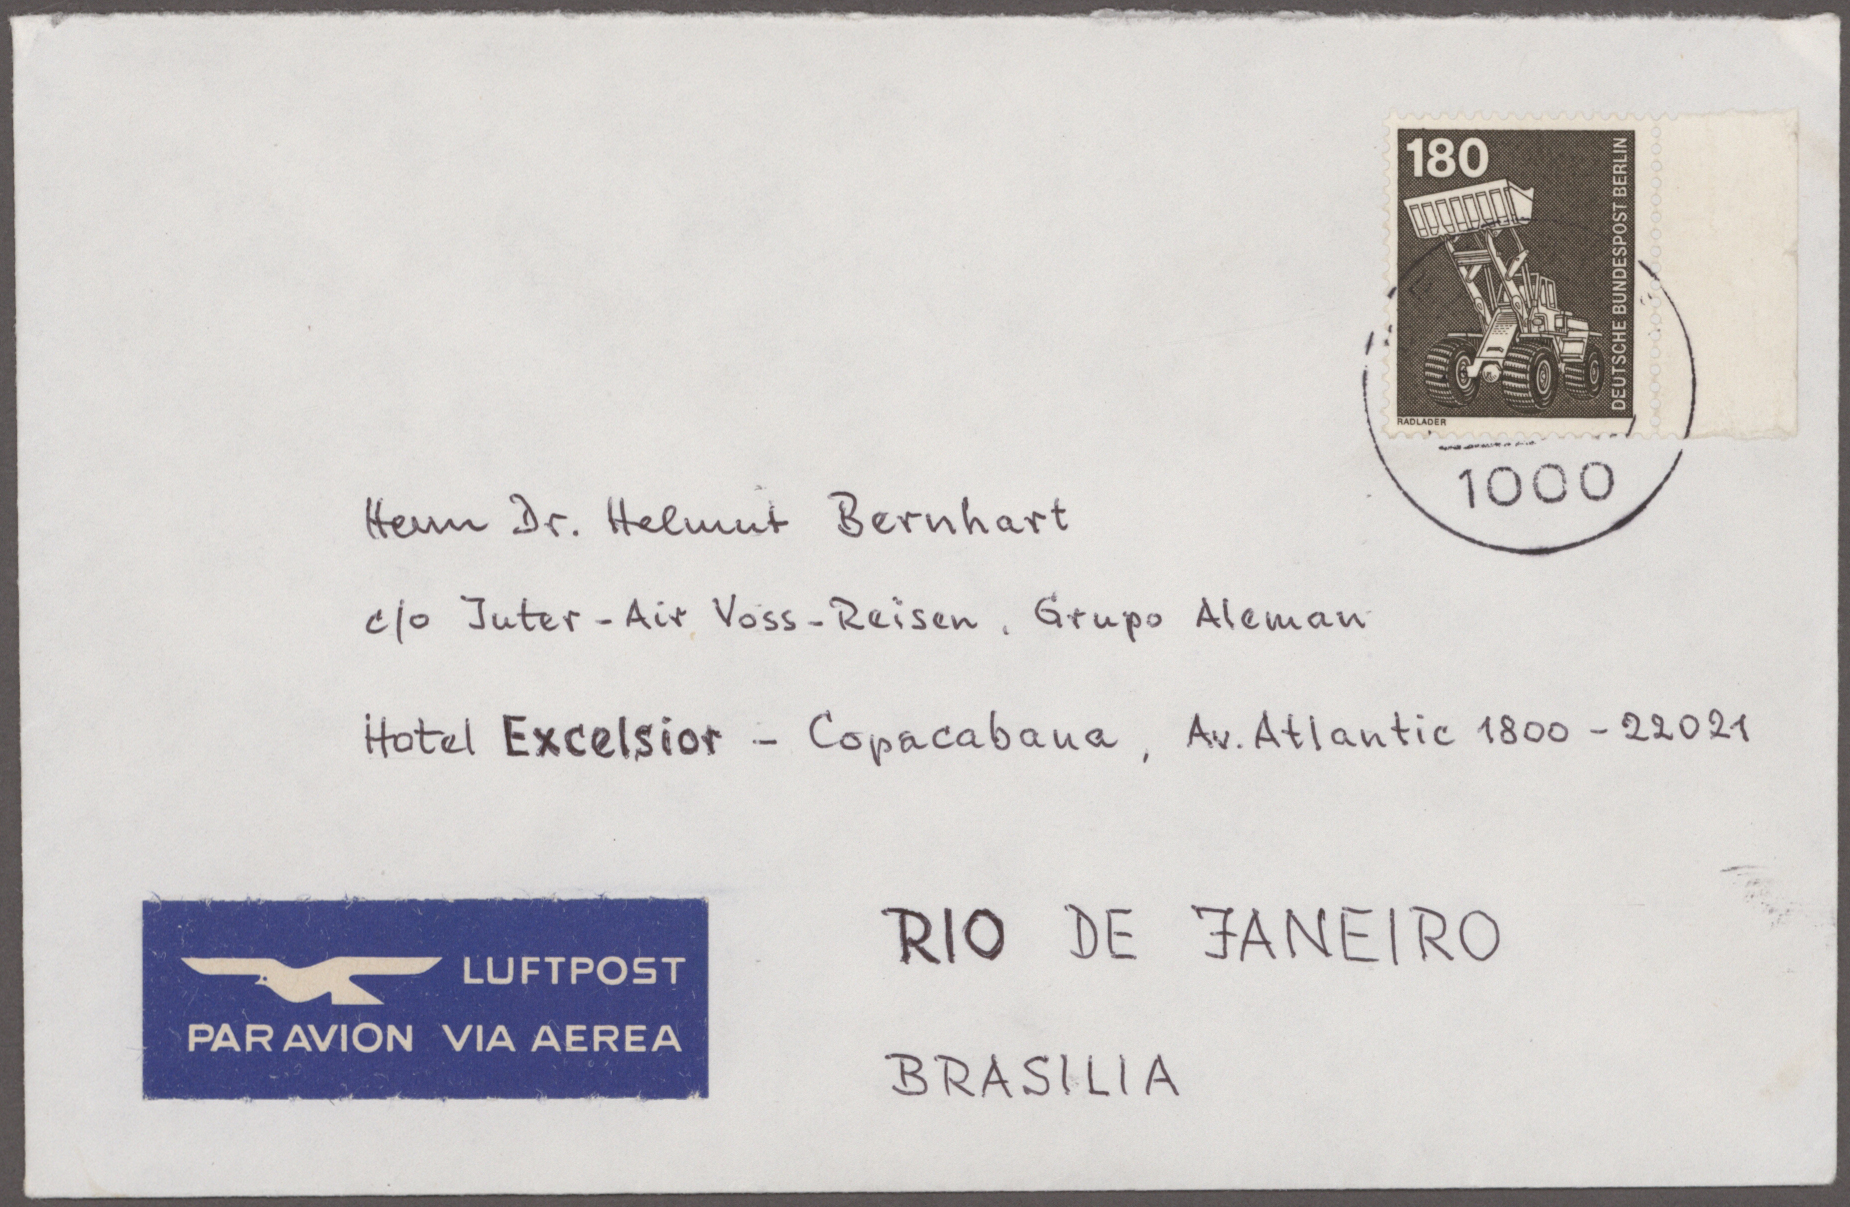 180
DEUTSCHE BUNDESPOST BERLIN
RADLADER
1000
Herrn Dr. Helmut Bernhart
c/o Inter-Air Voss-Reisen, Grupo Aleman
Hotel Excelsior - Copacabana, Av. Atlantic 1800 - 22021
RIO DE JANEIRO
BRASILIA
LUFTPOST
PAR AVION VIA AEREA